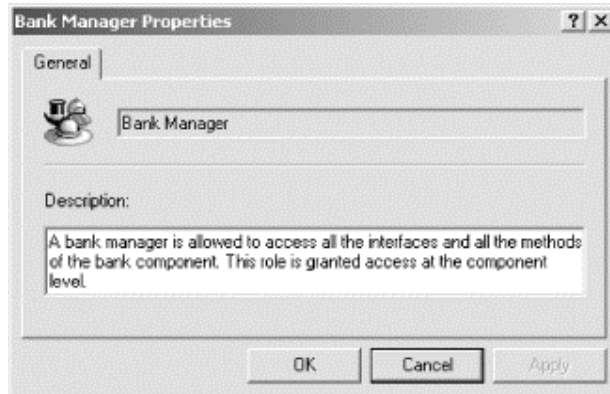 Bank Manager Properties
General
Bank Manager
Description:
A bank manager is allowed to access all the interfaces and all the methods
of the bank component. This role is granted access at the component
level.
OK Cancel Apply